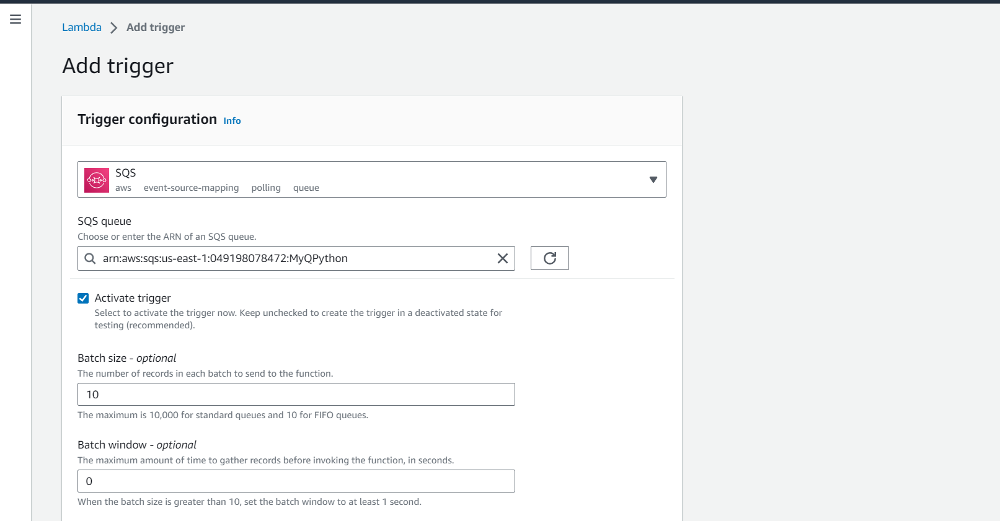 Lambda > Add trigger
Add trigger
Trigger configuration Info
SQS
aws event-source-mapping polling queue
SQS queue
Choose or enter the ARN of an SQS queue.
arn:aws:sqs:us-east-1:049198078472:MyQPython
Activate trigger
Select to activate the trigger now. Keep unchecked to create the trigger in a deactivated state for
testing (recommended).
Batch size - optional
The number of records in each batch to send to the function.
10
The maximum is 10,000 for standard queues and 10 for FIFO queues.
Batch window - optional
The maximum amount of time to gather records before invoking the function, in seconds.
0
When the batch size is greater than 10, set the batch window to at least 1 second.